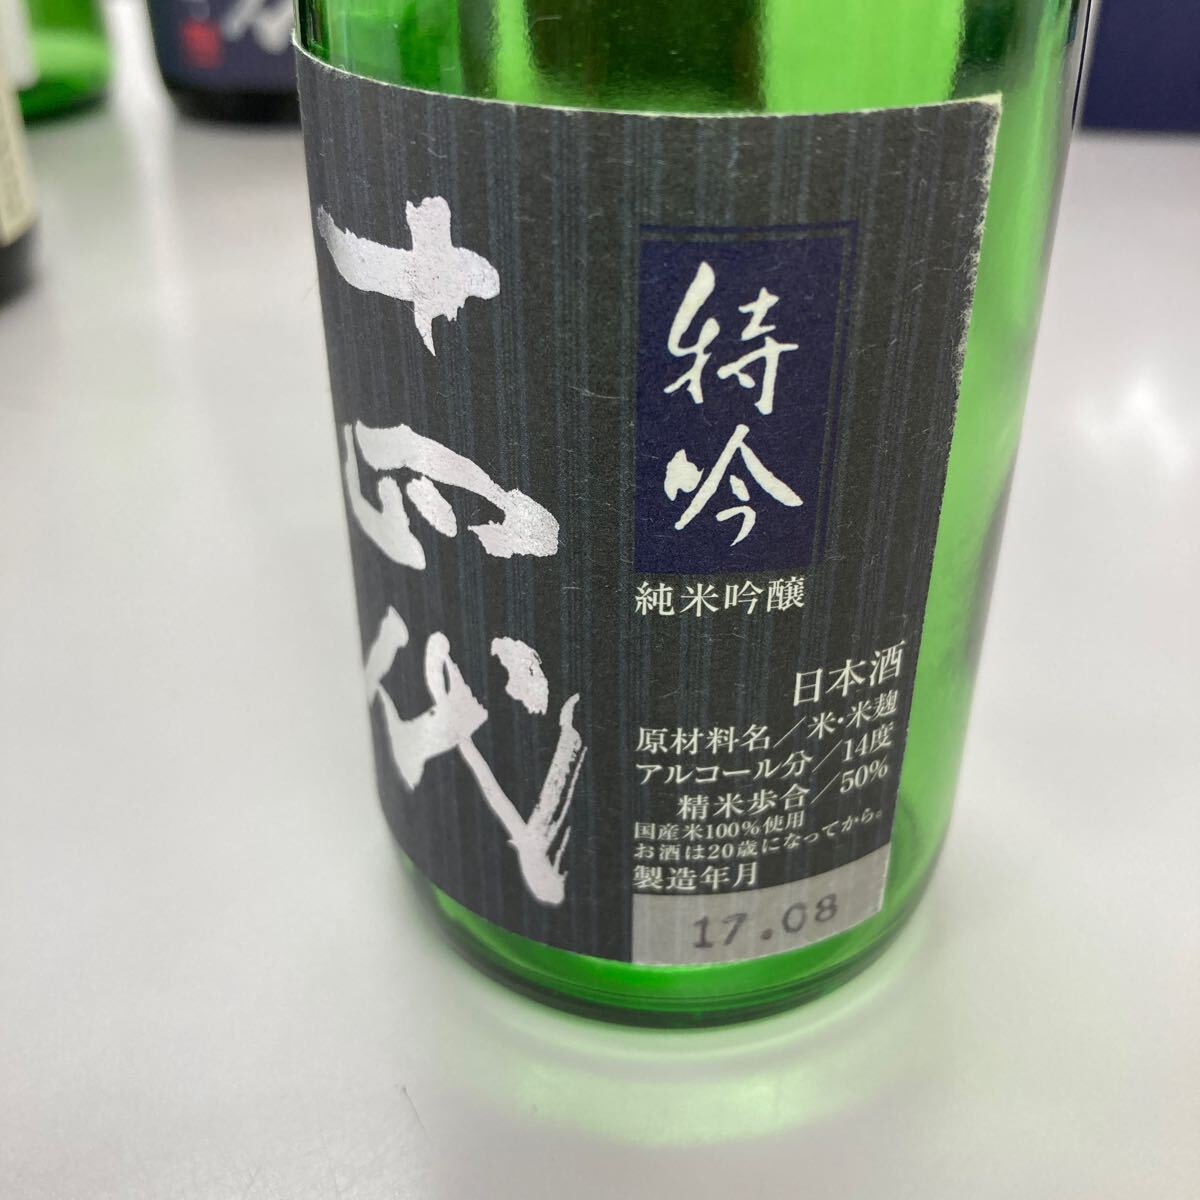 十四代
特吟
純米吟醸
日本酒
原材料名／米・米麹
アルコール分／14度
精米歩合／50%
国産米100%使用
お酒は20歳になってから。
製造年月
17.08